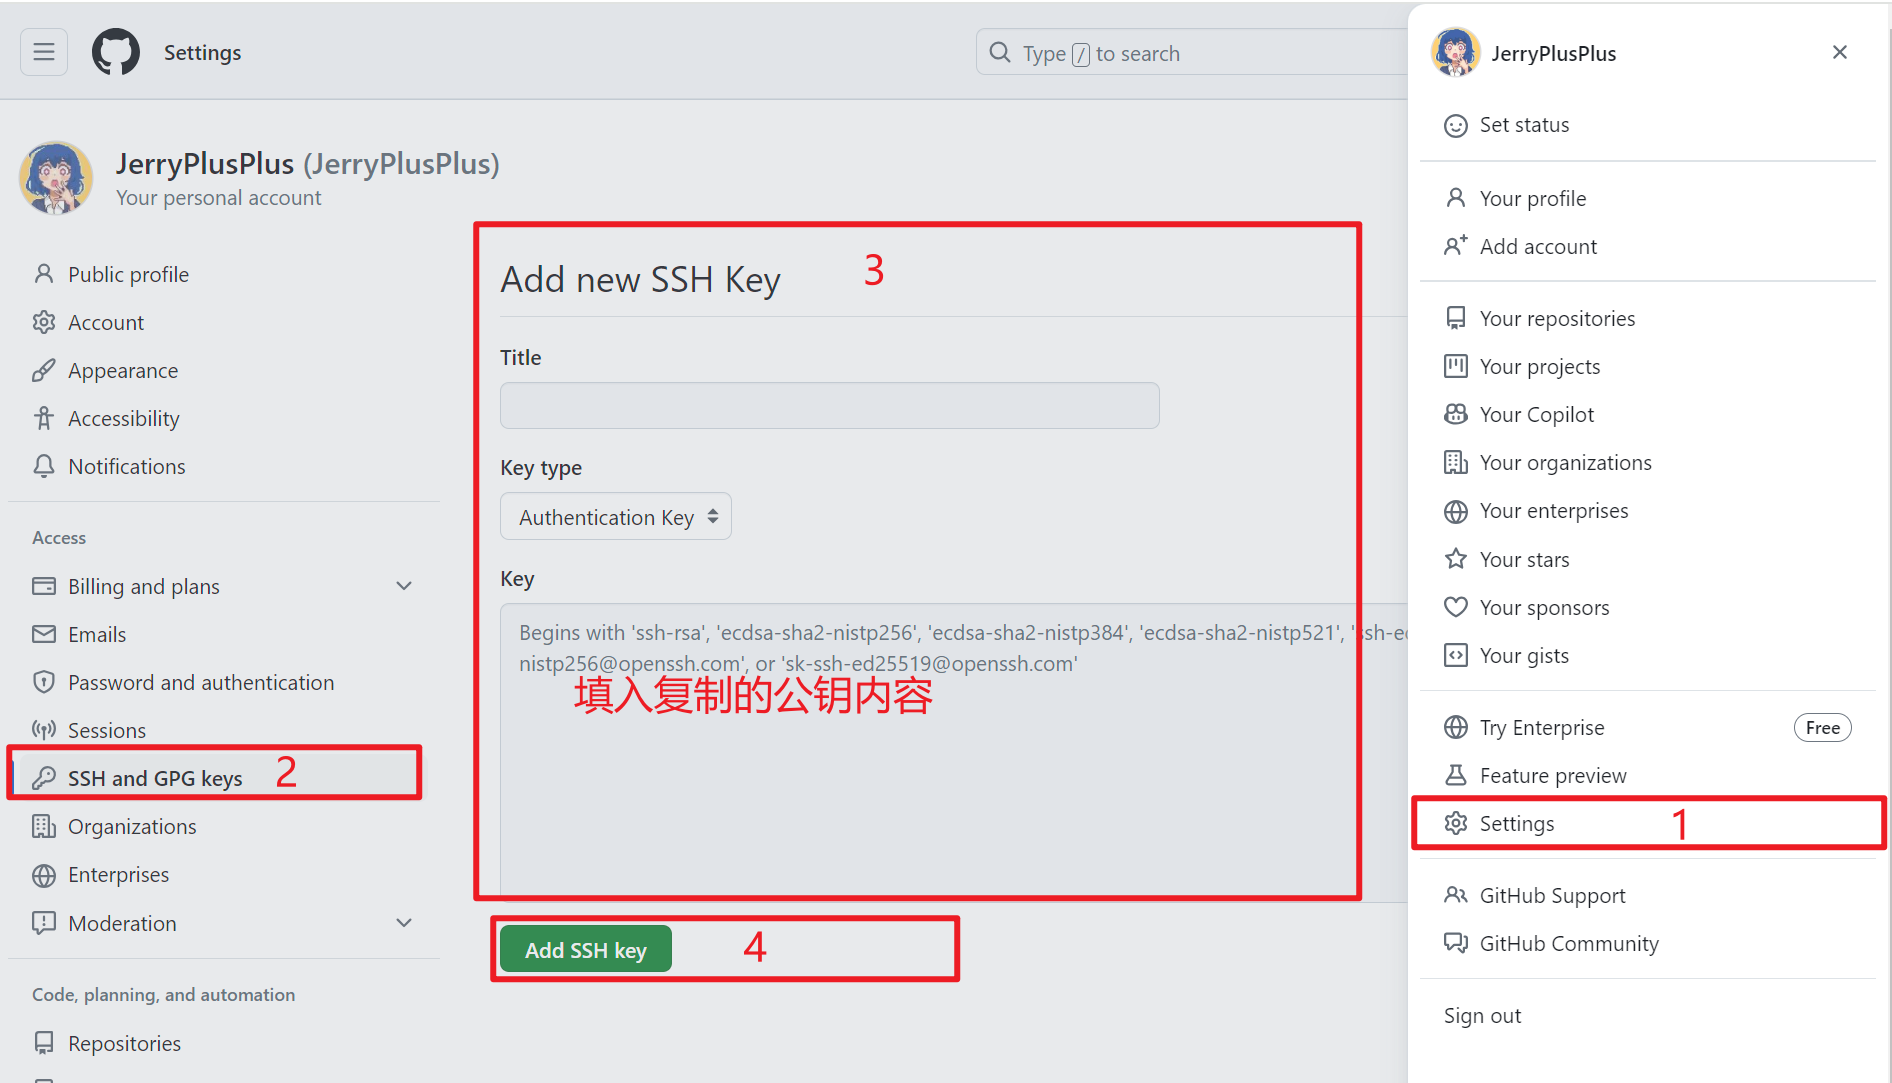 Settings
Type / to search
JerryPlusPlus (JerryPlusPlus)
Your personal account
Public profile
Account
Appearance
Accessibility
Notifications
Access
Billing and plans
Emails
Password and authentication
Sessions
SSH and GPG keys 2
Organizations
Enterprises
Moderation
Code, planning, and automation
Repositories
Add new SSH Key 3
Title
Key type
Authentication Key
Key
Begins with 'ssh-rsa', 'ecdsa-sha2-nistp256', 'ecdsa-sha2-nistp384', 'ecdsa-sha2-nistp521', 'ssh-ec
nistp256@openssh.com', or 'sk-ssh-ed25519@openssh.com'
填入复制的公钥内容
Add SSH key 4
JerryPlusPlus
Set status
Your profile
Add account
Your repositories
Your projects
Your Copilot
Your organizations
Your enterprises
Your stars
Your sponsors
Your gists
Try Enterprise Free
Feature preview
Settings 1
GitHub Support
GitHub Community
Sign out